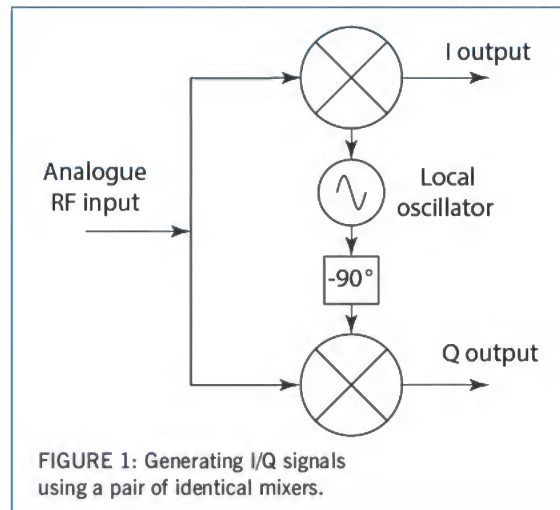 I output
Analogue
RF input
Local
oscillator
-90°
Q output
FIGURE 1: Generating I/Q signals
using a pair of identical mixers.